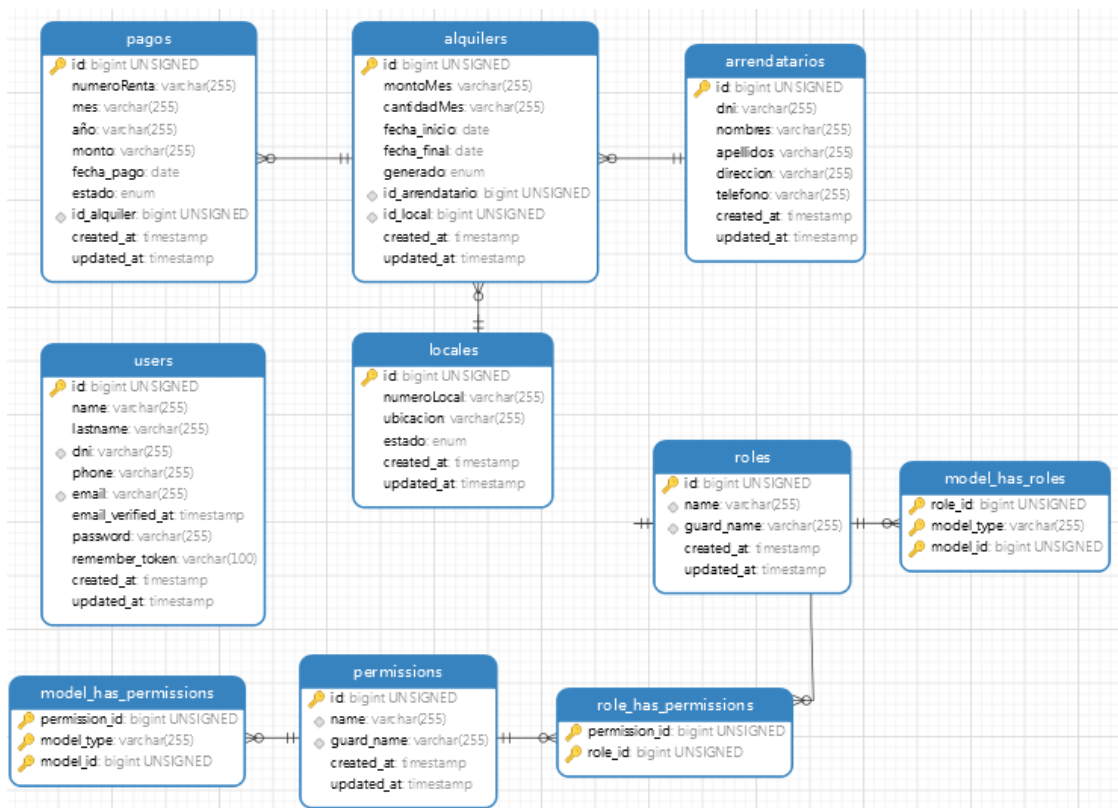 pagos
id: bigint UNSIGNED
numeroRenta: varchar(255)
mes: varchar(255)
año: varchar(255)
monto: varchar(255)
fecha_pago: date
estado: enum
id_alquiler: bigint UNSIGNED
created_at: timestamp
updated_at: timestamp
alquilers
id: bigint UNSIGNED
montoMes: varchar(255)
cantidadMes: varchar(255)
fecha_inicio: date
fecha_final: date
generado: enum
id_arrendatario: bigint UNSIGNED
id_local: bigint UNSIGNED
created_at: timestamp
updated_at: timestamp
arrendatarios
id: bigint UNSIGNED
dni: varchar(255)
nombres: varchar(255)
apellidos: varchar(255)
direccion: varchar(255)
telefono: varchar(255)
created_at: timestamp
updated_at: timestamp
users
id: bigint UNSIGNED
name: varchar(255)
lastname: varchar(255)
dni: varchar(255)
phone: varchar(255)
email: varchar(255)
email_verified_at: timestamp
password: varchar(255)
remember_token: varchar(100)
created_at: timestamp
updated_at: timestamp
locales
id: bigint UNSIGNED
numeroLocal: varchar(255)
ubicacion: varchar(255)
estado: enum
created_at: timestamp
updated_at: timestamp
roles
id: bigint UNSIGNED
name: varchar(255)
guard_name: varchar(255)
created_at: timestamp
updated_at: timestamp
model_has_roles
role_id: bigint UNSIGNED
model_type: varchar(255)
model_id: bigint UNSIGNED
model_has_permissions
permission_id: bigint UNSIGNED
model_type: varchar(255)
model_id: bigint UNSIGNED
permissions
id: bigint UNSIGNED
name: varchar(255)
guard_name: varchar(255)
created_at: timestamp
updated_at: timestamp
role_has_permissions
permission_id: bigint UNSIGNED
role_id: bigint UNSIGNED